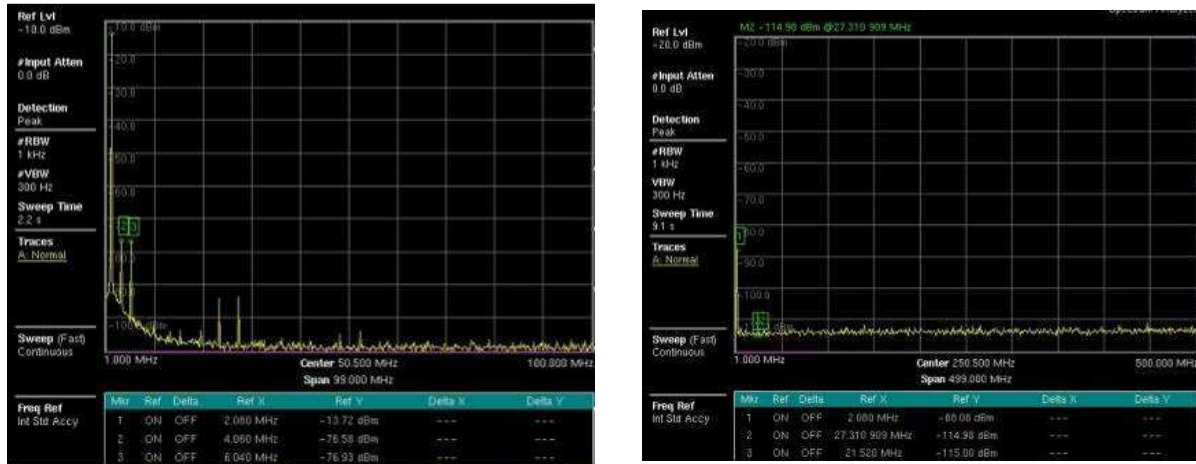 Ref Lvl
-10.0 dBm
#Input Atten
0.0 dB
Detection
Peak
#RBW
1 kHz
#VBW
300 Hz
Sweep Time
2.2 s
Traces
A: Normal
Sweep (Fast)
Continuous
Freq Ref
Int Std Accy
-20.0
-30.0
-40.0
-50.0
-60.0
2 3
1.000 MHz Center 50.500 MHz 100.000 MHz
Span 99.000 MHz
Mkr Ref Delta Ref X Ref Y Delta X Delta Y
1 ON OFF 2.080 MHz -13.72 dBm --- ---
2 ON OFF 4.060 MHz -76.58 dBm --- ---
3 ON OFF 6.040 MHz -76.93 dBm --- ---
M2 -114.98 dBm @27.310 909 MHz
Ref Lvl
-20.0 dBm
#Input Atten
0.0 dB
Detection
Peak
#RBW
1 kHz
VBW
300 Hz
Sweep Time
9.1 s
Traces
A: Normal
Sweep (Fast)
Continuous
Freq Ref
Int Std Accy
-20.0 dBm
-30.0
-40.0
-50.0
-60.0
-70.0
1
-90.0
-100.0
1.000 MHz Center 250.500 MHz 500.000 MHz
Span 499.000 MHz
Mkr Ref Delta Ref X Ref Y Delta X Delta Y
1 ON OFF 2.080 MHz -88.08 dBm --- ---
2 ON OFF 27.310 909 MHz -114.98 dBm --- ---
3 ON OFF 21.520 MHz -115.00 dBm --- ---